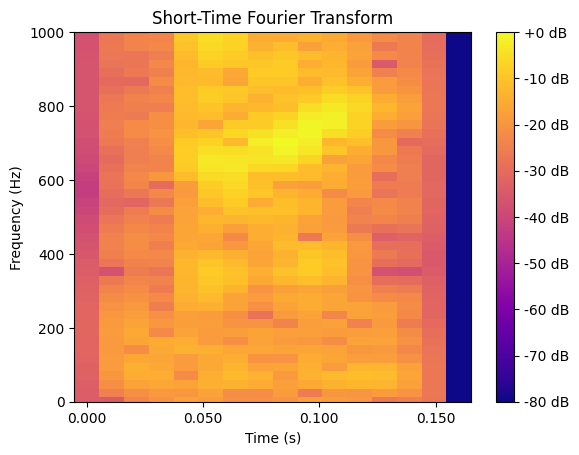 Short-Time Fourier Transform
Frequency (Hz)
1000
800
600
400
200
0
0.000
0.050
0.100
0.150
Time (s)
+0 dB
-10 dB
-20 dB
-30 dB
-40 dB
-50 dB
-60 dB
-70 dB
-80 dB